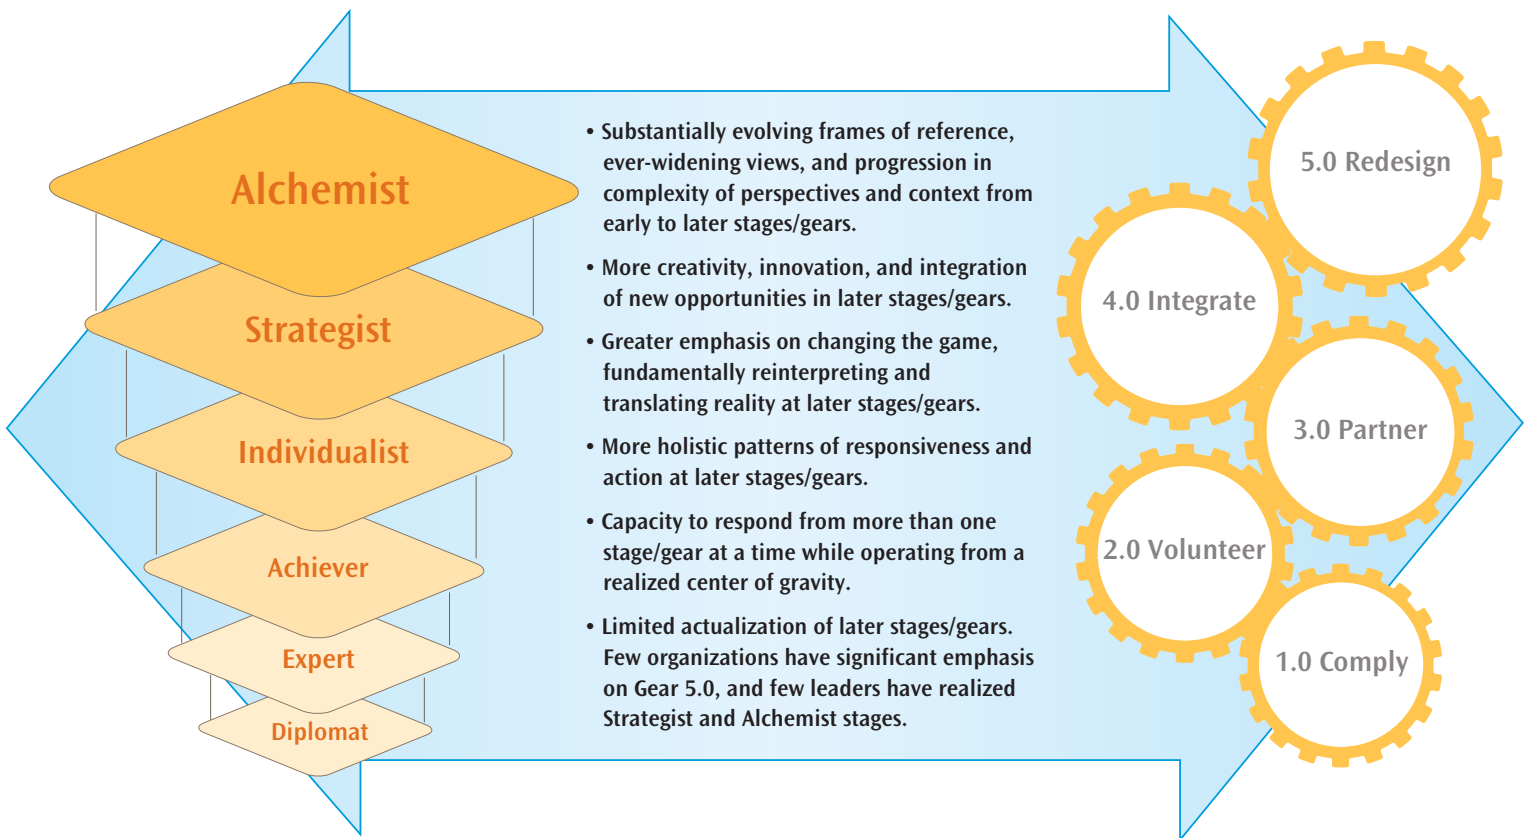 Alchemist
Strategist
Individualist
Achiever
Expert
Diplomat
• Substantially evolving frames of reference,
ever-widening views, and progression in
complexity of perspectives and context from
early to later stages/gears.
• More creativity, innovation, and integration
of new opportunities in later stages/gears.
• Greater emphasis on changing the game,
fundamentally reinterpreting and
translating reality at later stages/gears.
• More holistic patterns of responsiveness and
action at later stages/gears.
• Capacity to respond from more than one
stage/gear at a time while operating from a
realized center of gravity.
• Limited actualization of later stages/gears.
Few organizations have significant emphasis
on Gear 5.0, and few leaders have realized
Strategist and Alchemist stages.
5.0 Redesign
4.0 Integrate
3.0 Partner
2.0 Volunteer
1.0 Comply